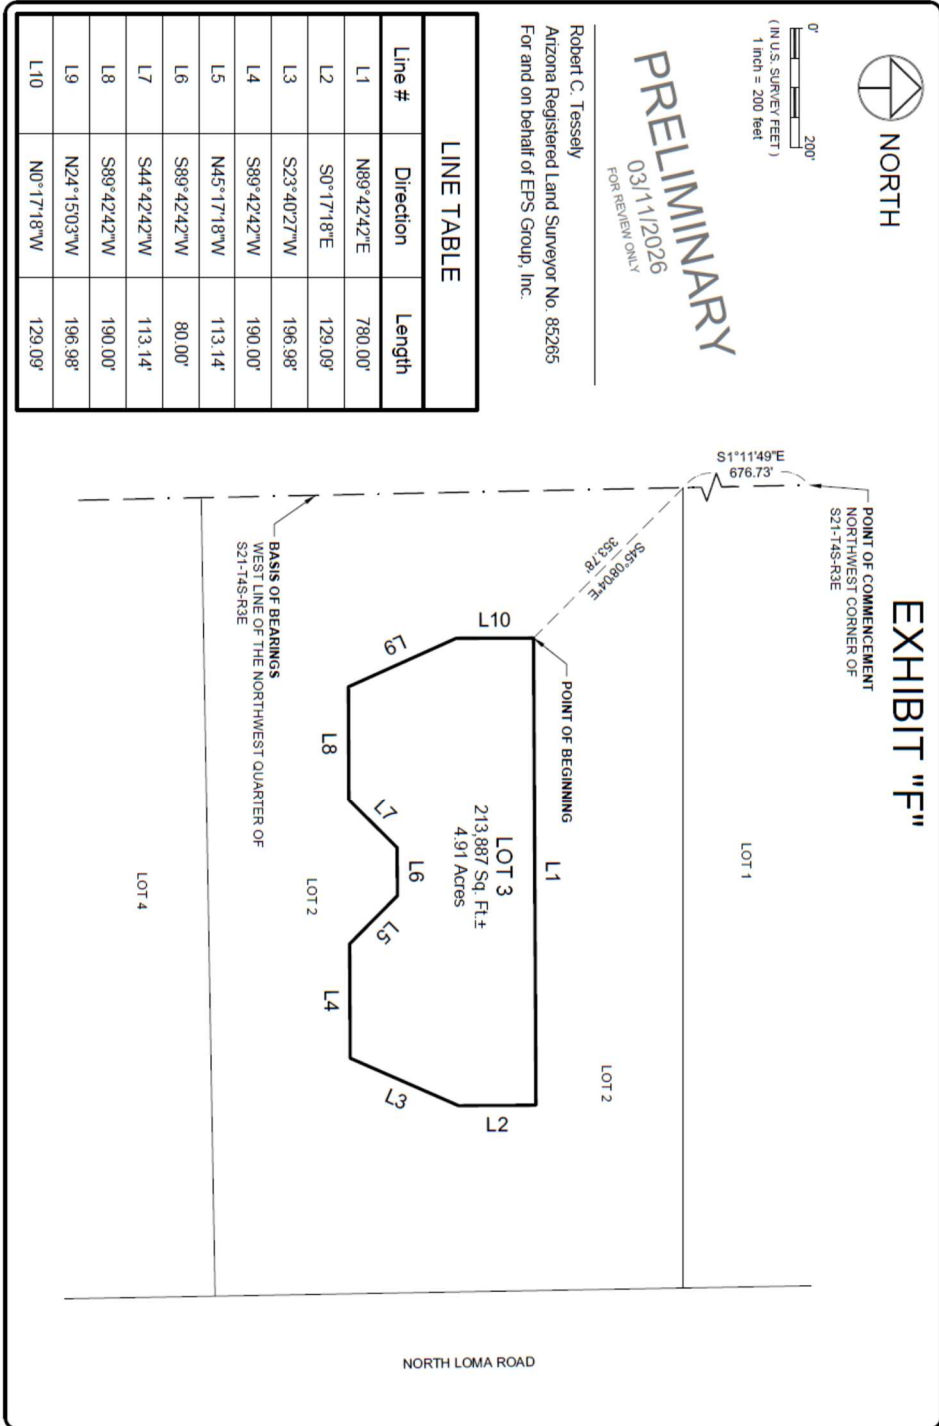 EXHIBIT "F"
NORTH
0' 200'
( IN U.S. SURVEY FEET )
1 inch = 200 feet
PRELIMINARY
03/11/2026
FOR REVIEW ONLY
Robert C. Tessely
Arizona Registered Land Surveyor No. 85265
For and on behalf of EPS Group, Inc.
LINE TABLE
Line # Direction Length
L1 N89°42'42"E 780.00'
L2 S0°17'18"E 129.09'
L3 S23°40'27"W 196.98'
L4 S89°42'42"W 190.00'
L5 N45°17'18"W 113.14'
L6 S89°42'42"W 80.00'
L7 S44°42'42"W 113.14'
L8 S89°42'42"W 190.00'
L9 N24°15'03"W 196.98'
L10 N0°17'18"W 129.09'
POINT OF COMMENCEMENT
NORTHWEST CORNER OF
S21-T4S-R3E
S1°11'49"E
676.73'
LOT 1
S45°08'04"E
353.78'
POINT OF BEGINNING
LOT 2
L1
LOT 3
213,887 Sq. Ft.±
4.91 Acres
L10
L9
L8
L7
L6
L5
L4
L3
L2
LOT 2
BASIS OF BEARINGS
WEST LINE OF THE NORTHWEST QUARTER OF
S21-T4S-R3E
LOT 4
NORTH LOMA ROAD